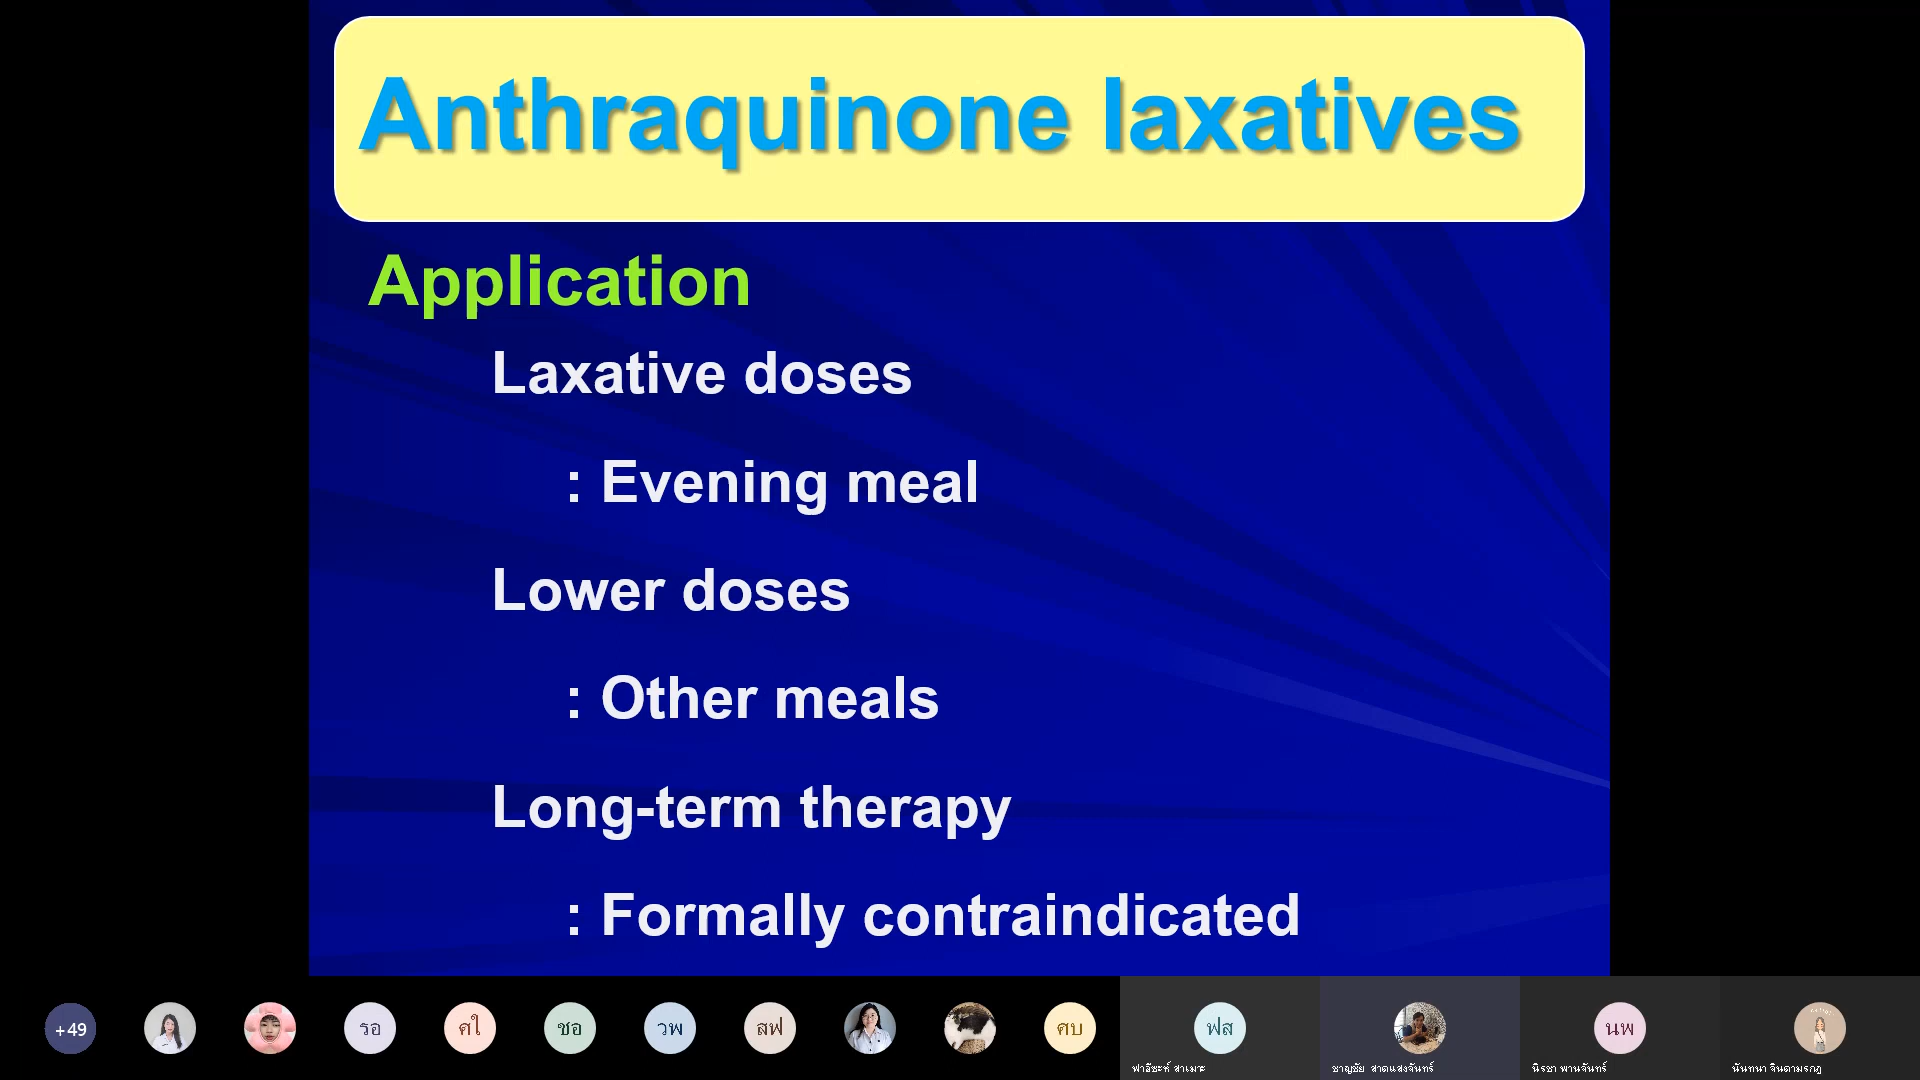 Anthraquinone laxatives
Application
Laxative doses
: Evening meal
Lower doses
: Other meals
Long-term therapy
: Formally contraindicated
+49
รอ
ศใ
ชอ
วพ
สฟ
ศบ
ฟส
นพ
ฟาอีซะห์ สาเมาะ
ชาญชัย สาดแสงจันทร์
นิรชา พานจันทร์
นันทนา จินดามรกฎ